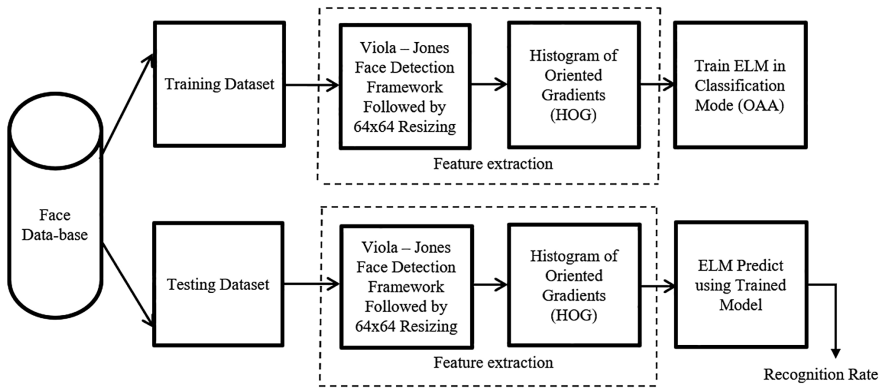 Face
Data-base
Training Dataset
Viola – Jones
Face Detection
Framework
Followed by
64x64 Resizing
Histogram of
Oriented
Gradients
(HOG)
Feature extraction
Train ELM in
Classification
Mode (OAA)
Testing Dataset
Viola – Jones
Face Detection
Framework
Followed by
64x64 Resizing
Histogram of
Oriented
Gradients
(HOG)
Feature extraction
ELM Predict
using Trained
Model
Recognition Rate